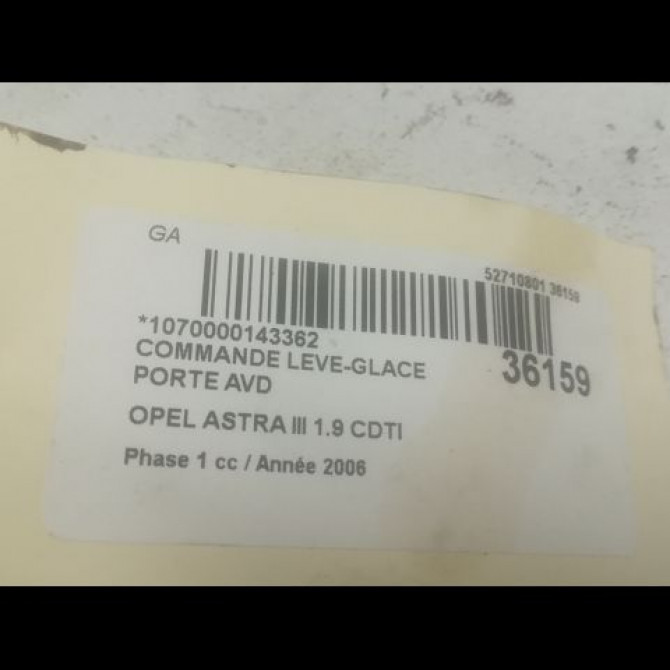 GA
52710801 36159
*1070000143362
COMMANDE LEVE-GLACE
36159
PORTE AVD
OPEL ASTRA III 1.9 CDTI
Phase 1 cc / Année 2006